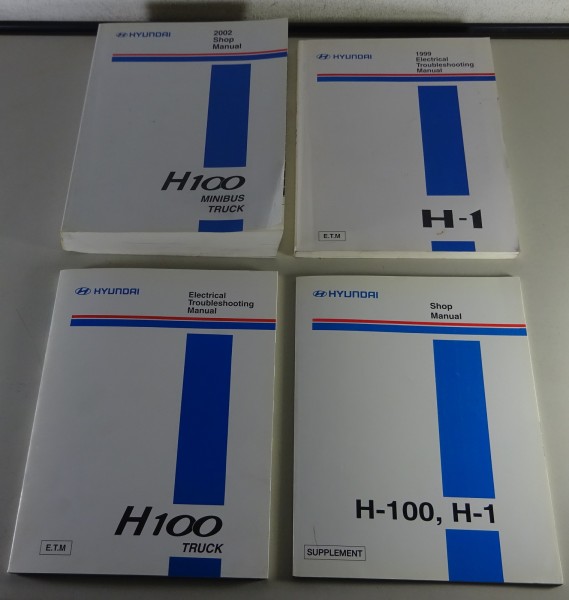 HYUNDAI
2002
Shop
Manual
H100
MINIBUS
TRUCK
HYUNDAI
1999
Electrical
Troubleshooting
Manual
H-1
E.T.M
HYUNDAI
Electrical
Troubleshooting
Manual
H100
TRUCK
E.T.M
HYUNDAI
Shop
Manual
H-100, H-1
SUPPLEMENT